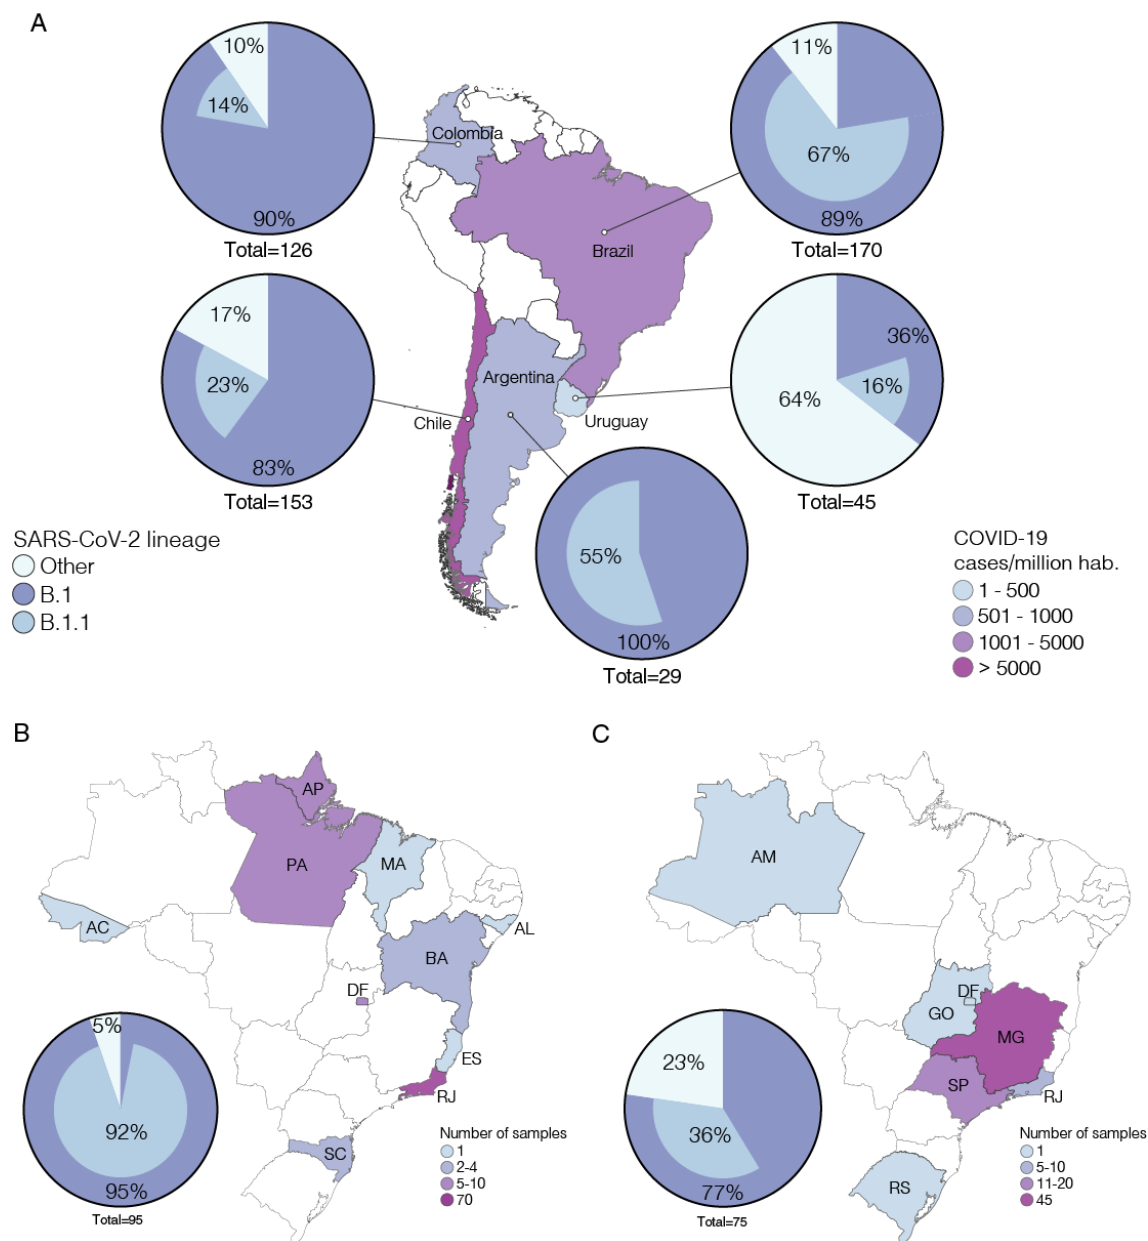 A
10%
14%
90%
Total=126
11%
67%
89%
Total=170
Colombia
Brazil
17%
23%
83%
Total=153
Argentina
Chile
Uruguay
36%
16%
64%
Total=45
55%
100%
Total=29
SARS-CoV-2 lineage
Other
B.1
B.1.1
COVID-19
cases/million hab.
1 - 500
501 - 1000
1001 - 5000
> 5000
B
AP
PA
MA
AC
AL
BA
DF
ES
RJ
SC
5%
92%
95%
Total=95
Number of samples
1
2-4
5-10
70
C
AM
DF
GO
MG
SP
RJ
RS
23%
36%
77%
Total=75
Number of samples
1
5-10
11-20
45